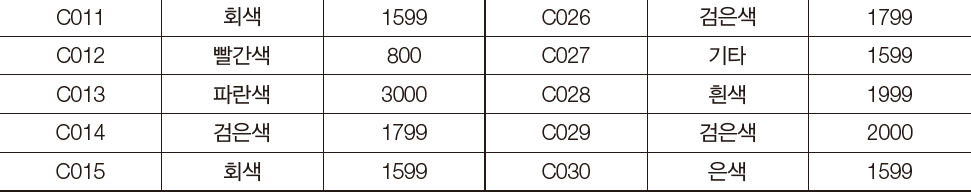 C011 회색 1599 C026 검은색 1799
C012 빨간색 800 C027 기타 1599
C013 파란색 3000 C028 흰색 1999
C014 검은색 1799 C029 검은색 2000
C015 회색 1599 C030 은색 1599